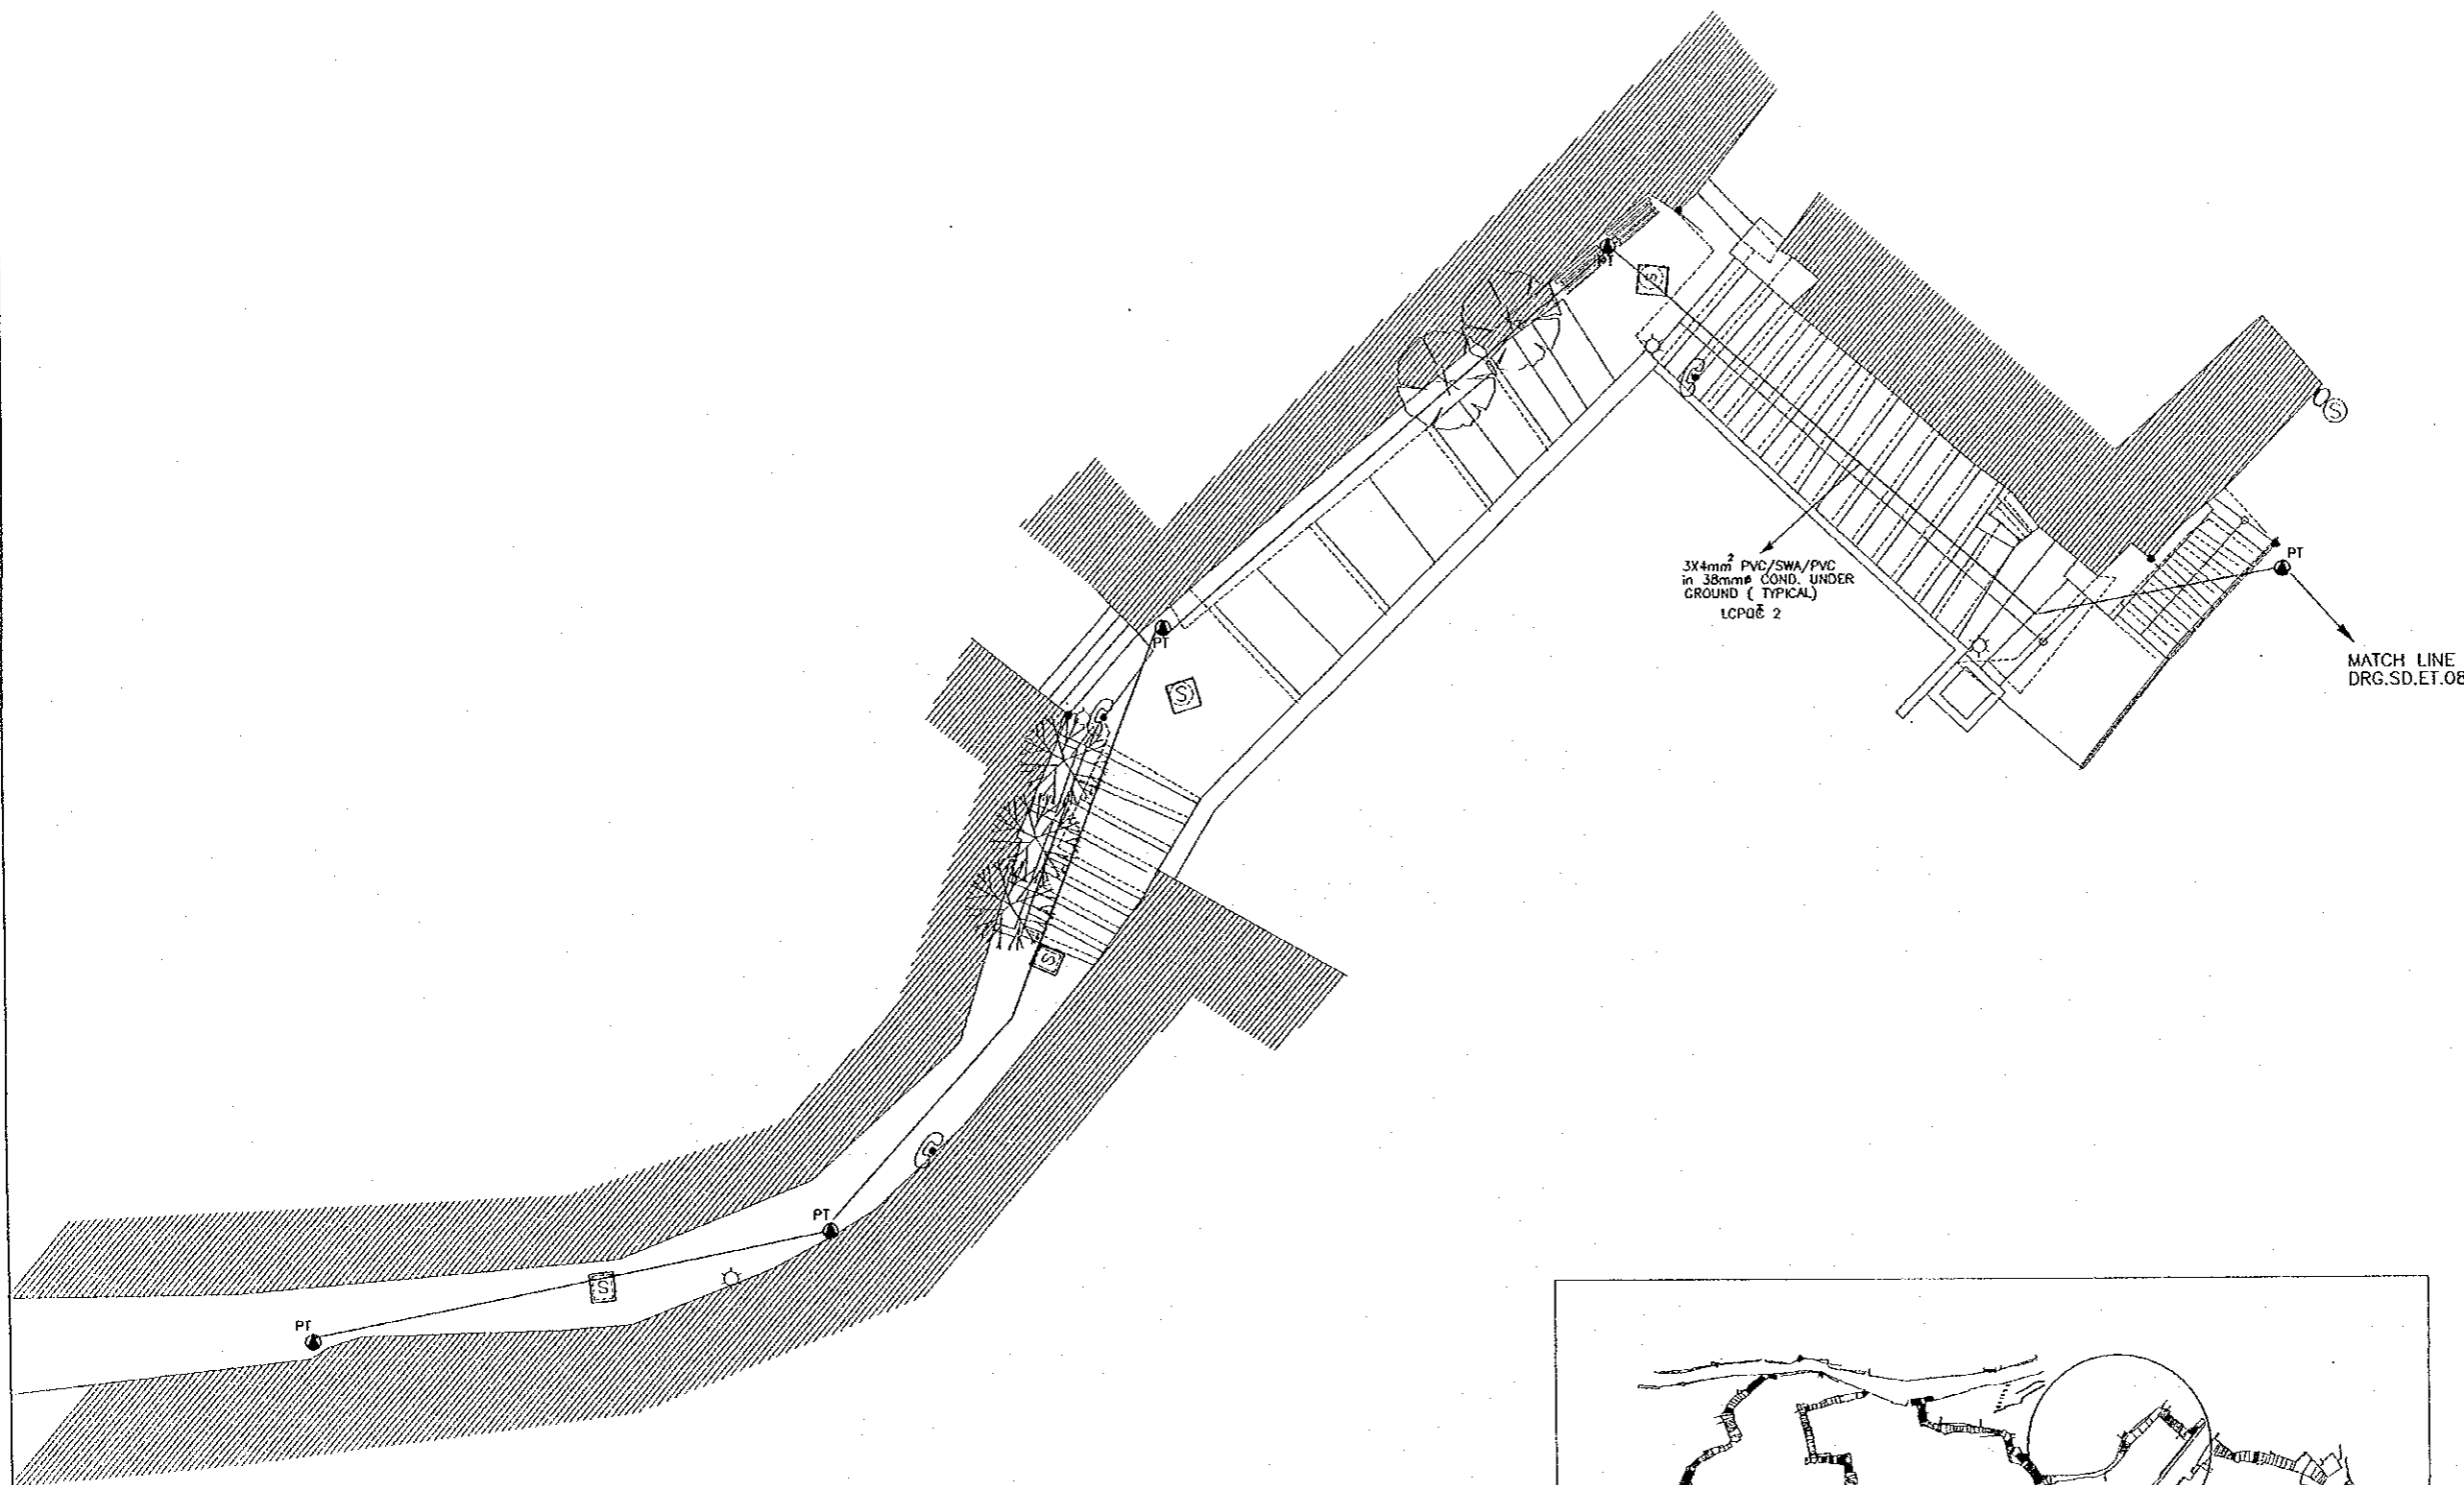 PT
S
S
3X4mm² PVC/SWA/PVC
in 38mmø COND. UNDER
GROUND ( TYPICAL)
2
PT
MATCH LINE
DRG.SD.ET.08
PT
S
S
PT
S
PT